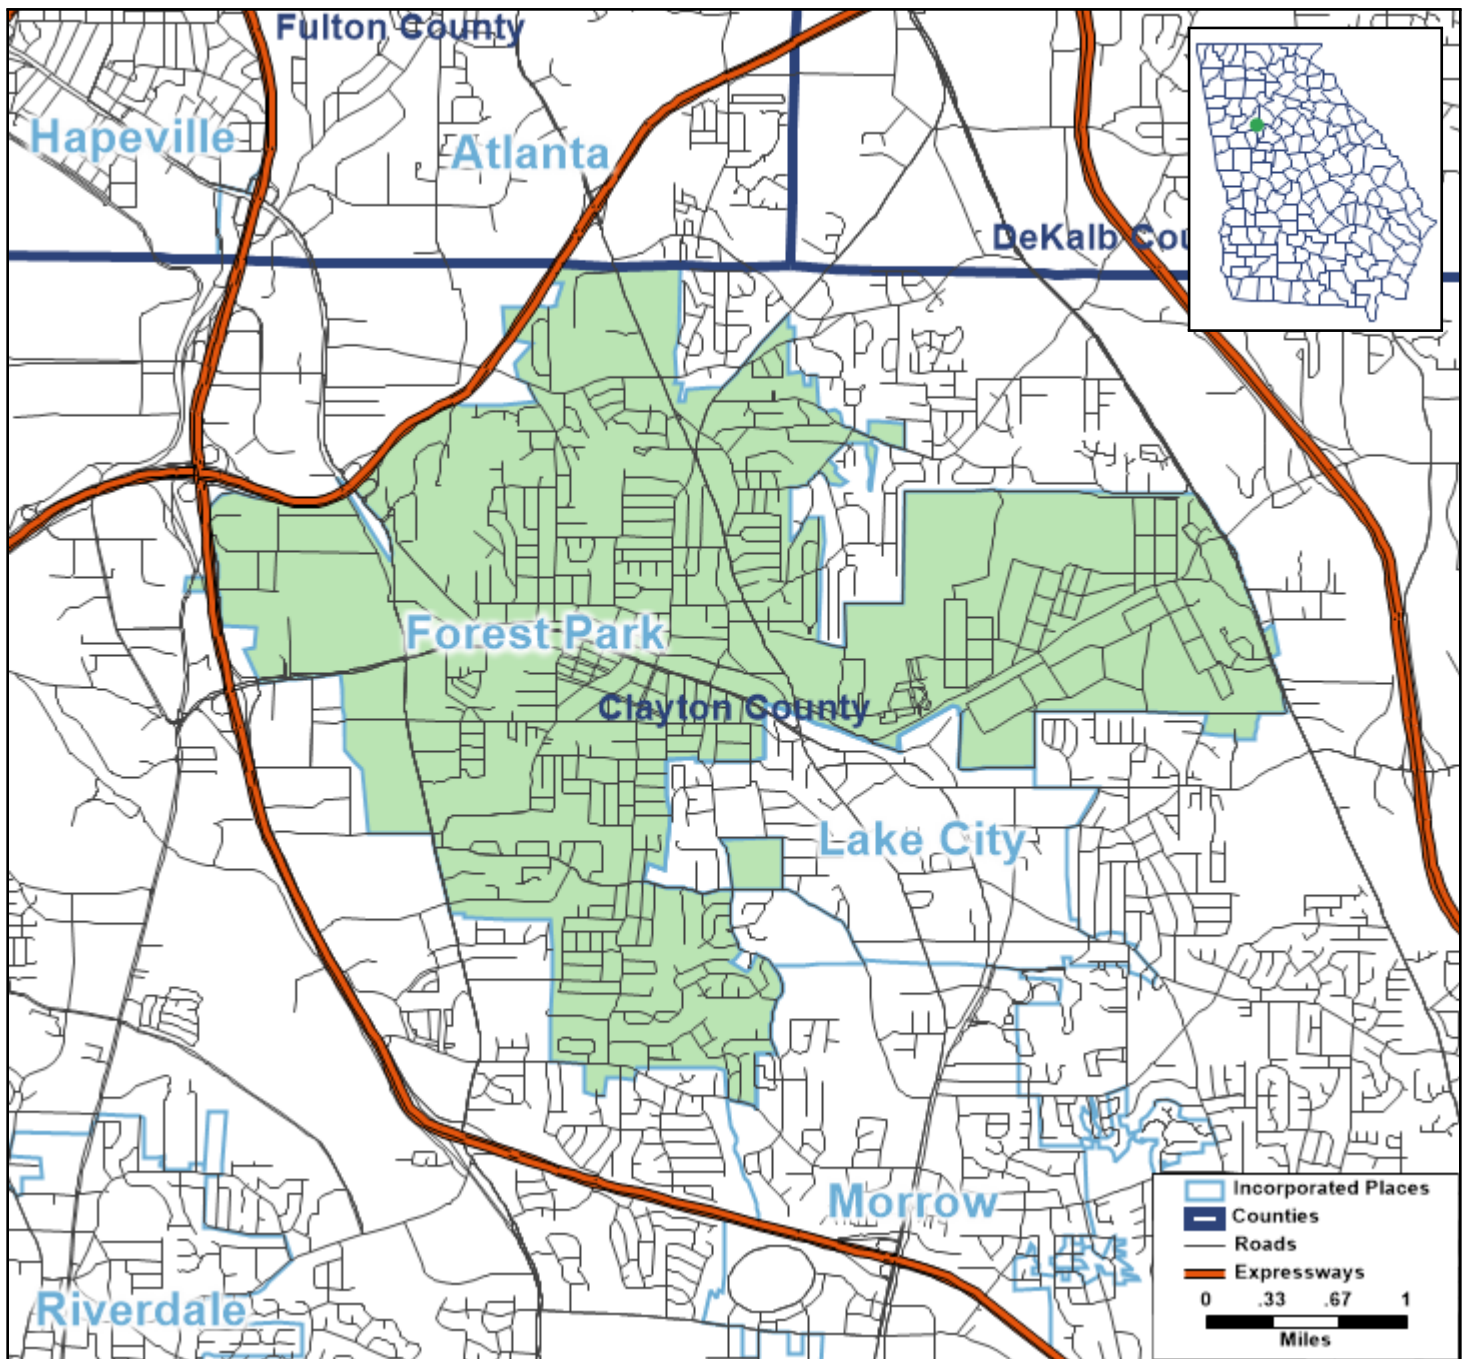 Fulton County
Hapeville
Atlanta
DeKalb Cou
Forest Park
Clayton County
Lake City
Morrow
Riverdale
Incorporated Places
Counties
Roads
Expressways
0 .33 .67 1
Miles